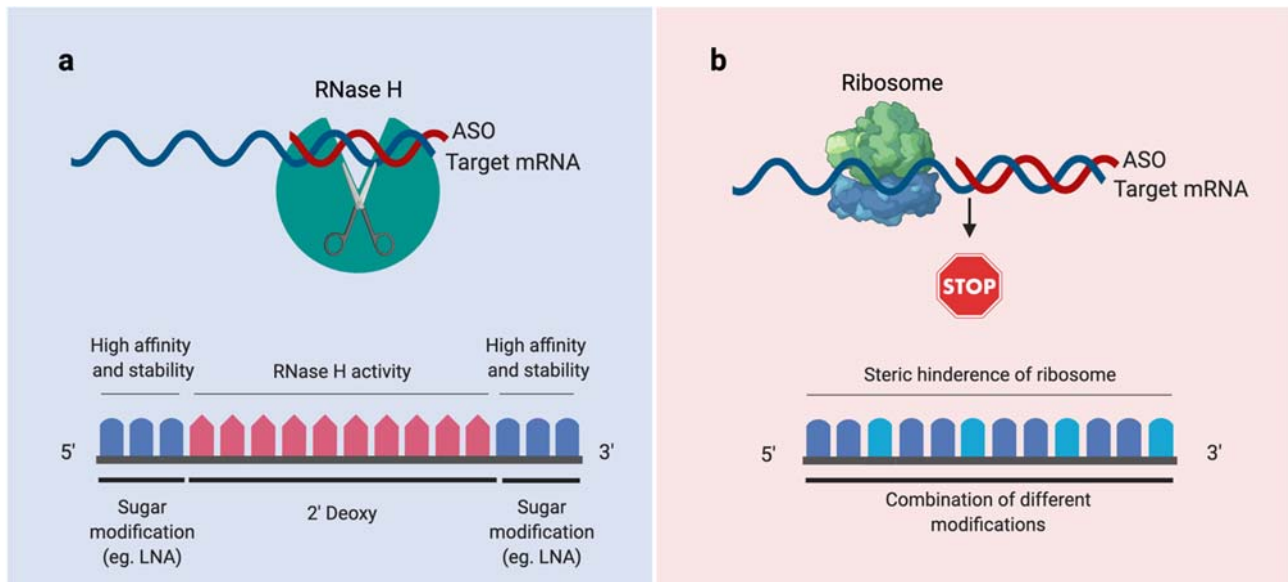 a
RNase H
ASO
Target mRNA
High affinity
and stability
RNase H activity
High affinity
and stability
5'
3'
Sugar
modification
(eg. LNA)
2' Deoxy
Sugar
modification
(eg. LNA)
b
Ribosome
ASO
Target mRNA
STOP
Steric hinderence of ribosome
5'
3'
Combination of different
modifications